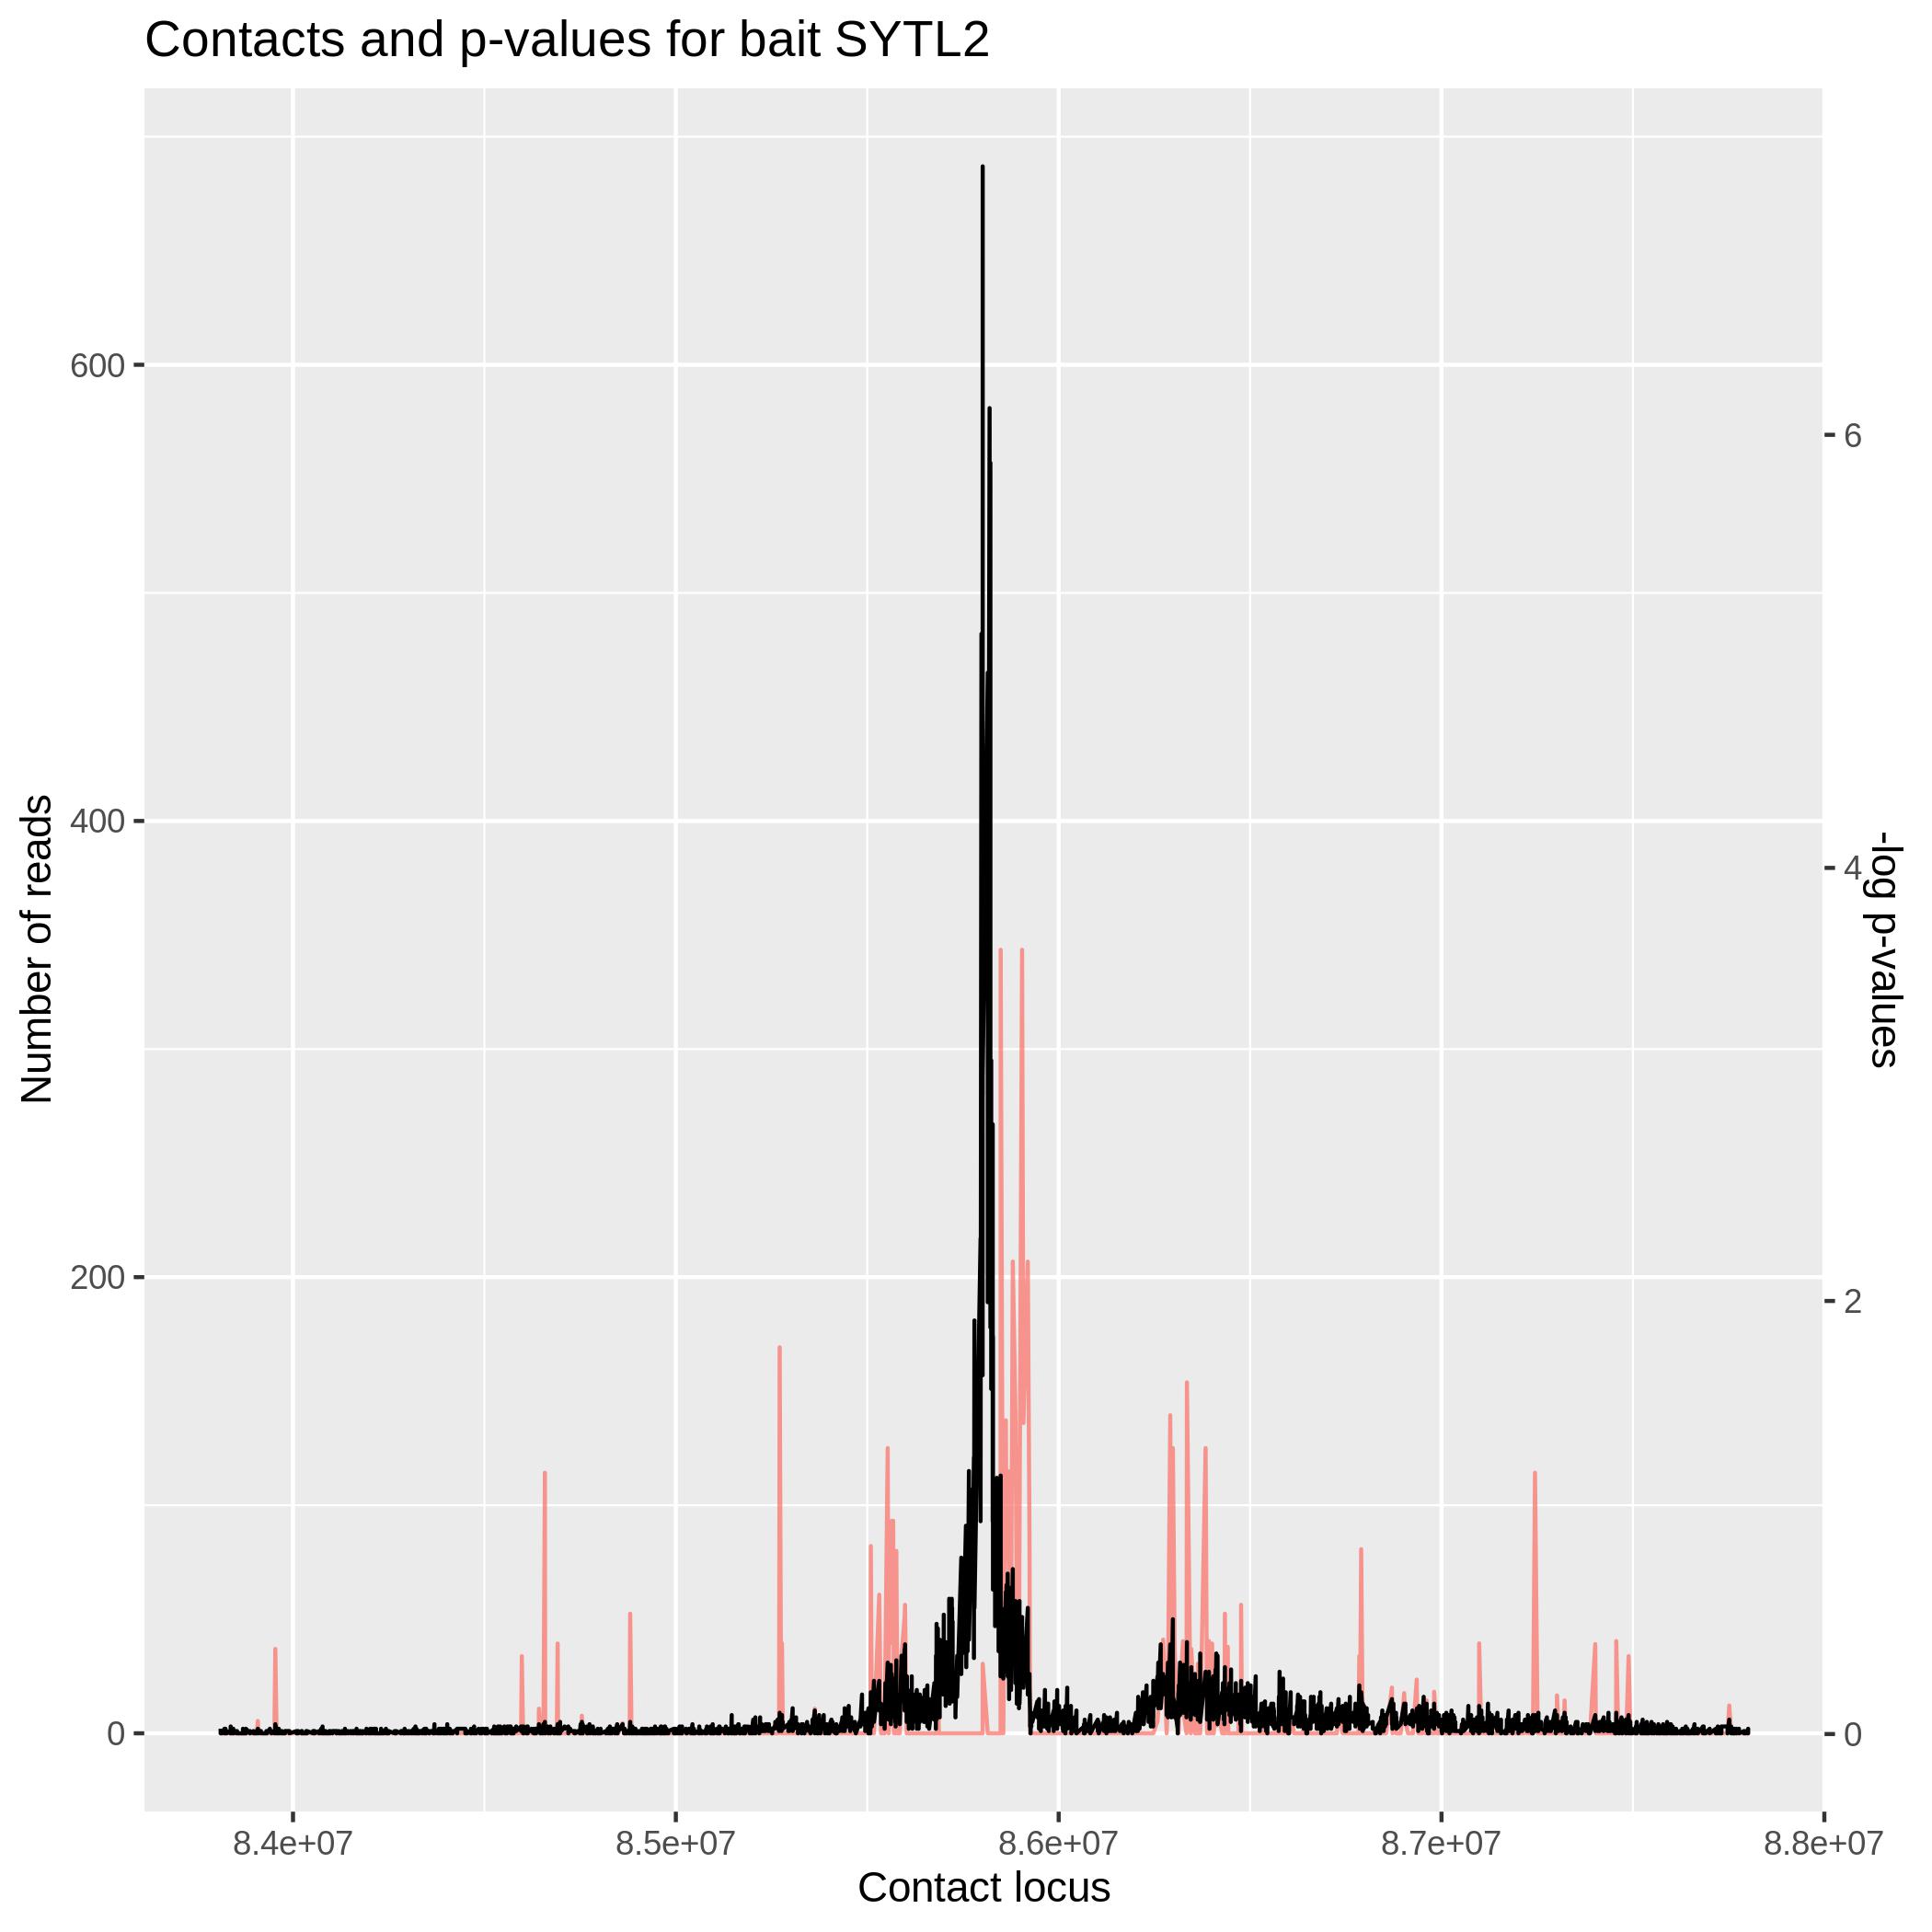 Contacts and p-values for bait SYTL2
600
400
200
0
6
4
2
0
Number of reads
-log p-values
8.4e+07
8.5e+07
8.6e+07
8.7e+07
8.8e+07
Contact locus